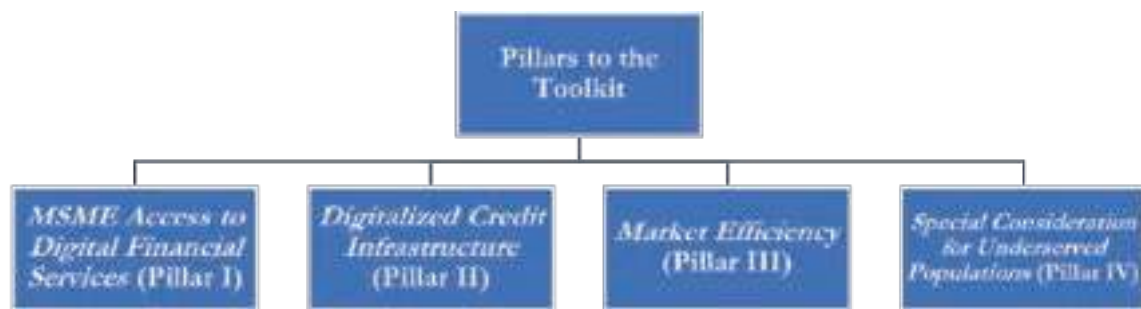 Pillars to the
Toolkit
MSME Access to
Digital Financial
Services (Pillar I)
Digitalized Credit
Infrastructure
(Pillar II)
Market Efficiency
(Pillar III)
Special Consideration
for Underserved
Populations (Pillar IV)